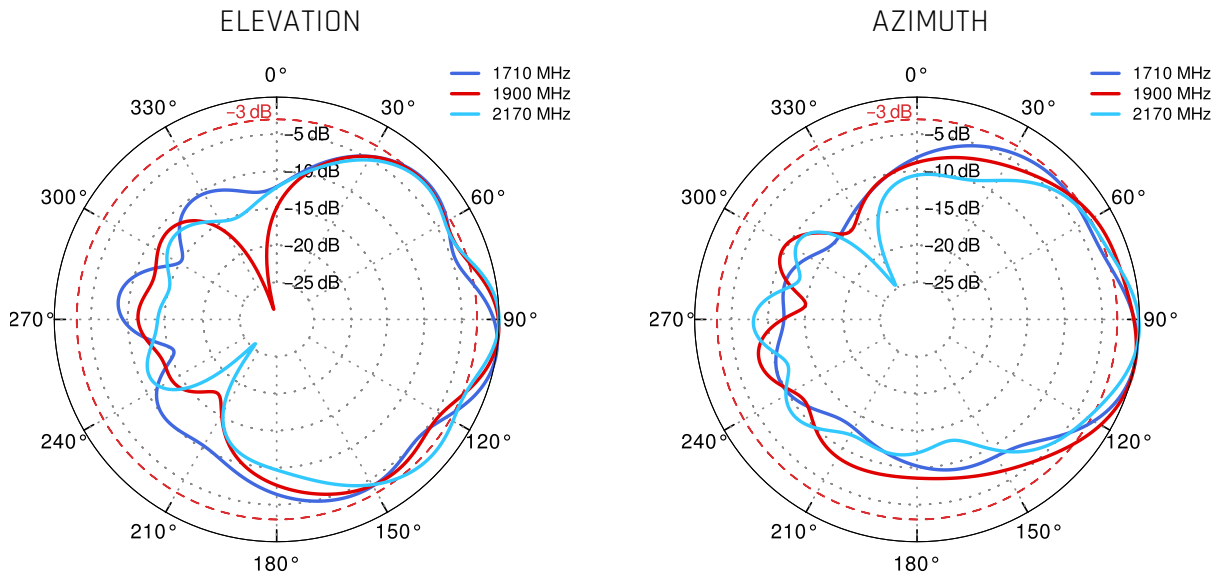 ELEVATION
1710 MHz
1900 MHz
2170 MHz
0°
30°
60°
90°
120°
150°
180°
210°
240°
270°
300°
330°
−3 dB
−5 dB
−10 dB
−15 dB
−20 dB
−25 dB
AZIMUTH
1710 MHz
1900 MHz
2170 MHz
0°
30°
60°
90°
120°
150°
180°
210°
240°
270°
300°
330°
−3 dB
−5 dB
−10 dB
−15 dB
−20 dB
−25 dB